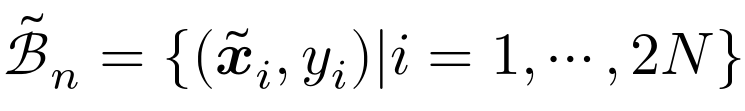 $\tilde{\mathcal{B}}_n = \{(\tilde{\boldsymbol{x}}_i, y_i) | i = 1, \cdots, 2N\}$